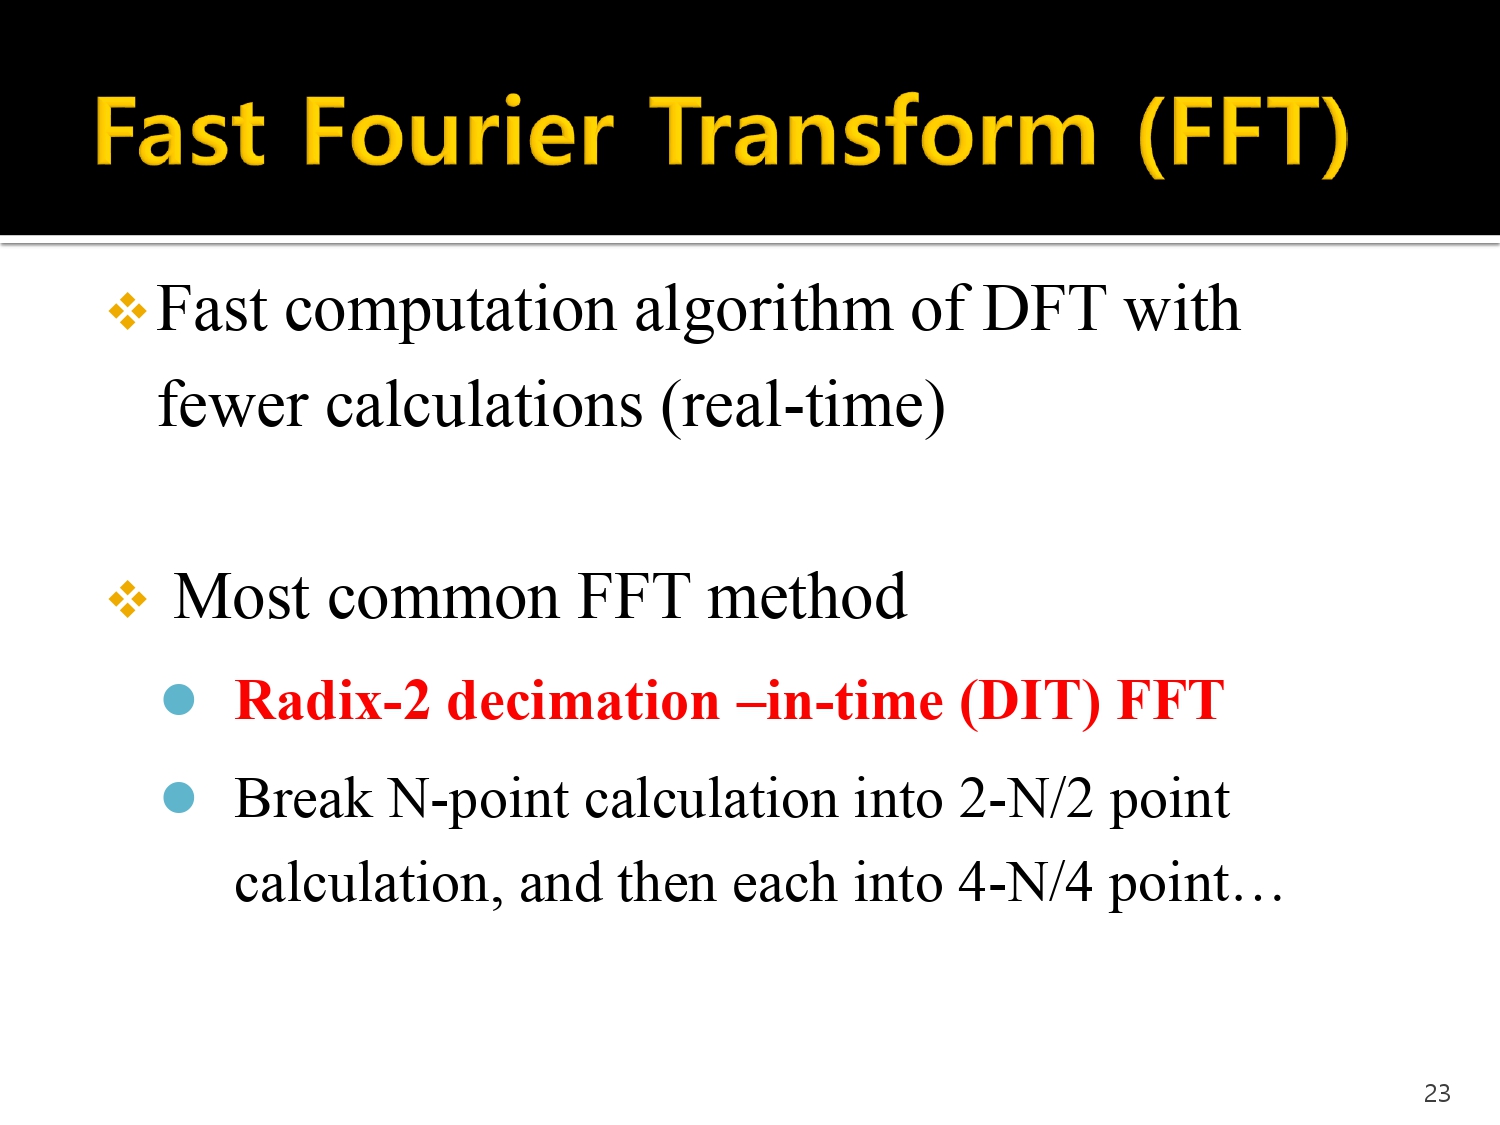 Fast Fourier Transform (FFT)
Fast computation algorithm of DFT with
fewer calculations (real-time)
Most common FFT method
Radix-2 decimation –in-time (DIT) FFT
Break N-point calculation into 2-N/2 point
calculation, and then each into 4-N/4 point…
23